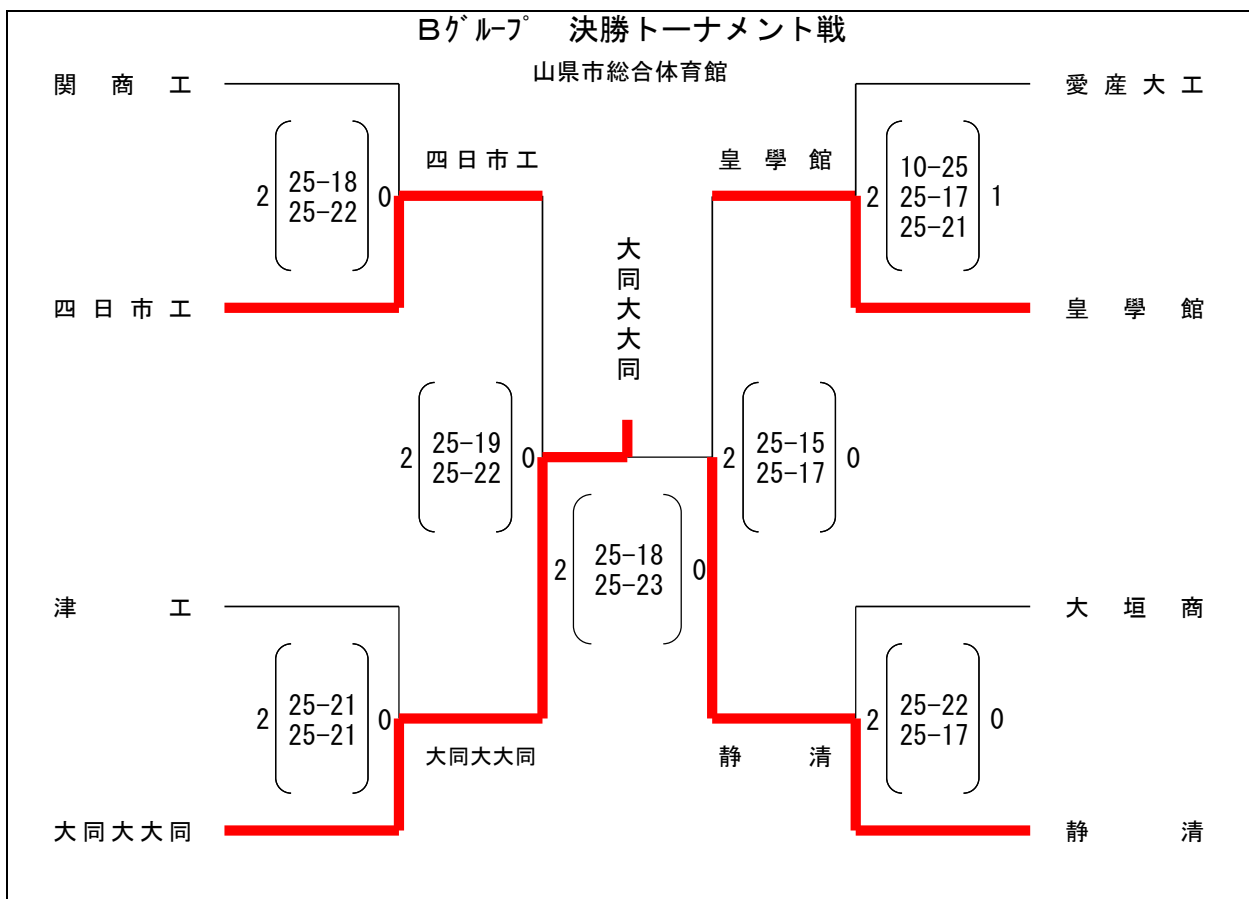 Bｸﾞﾙｰﾌﾟ 決勝トーナメント戦
山県市総合体育館
関商工
愛産大工
四日市工
皇學館
2
25-18
25-22
0
2
10-25
25-17
25-21
1
大同大大同
四日市工
皇學館
2
25-19
25-22
0
2
25-15
25-17
0
2
25-18
25-23
0
津工
大垣商
2
25-21
25-21
0
2
25-22
25-17
0
大同大大同
静清
大同大大同
静清